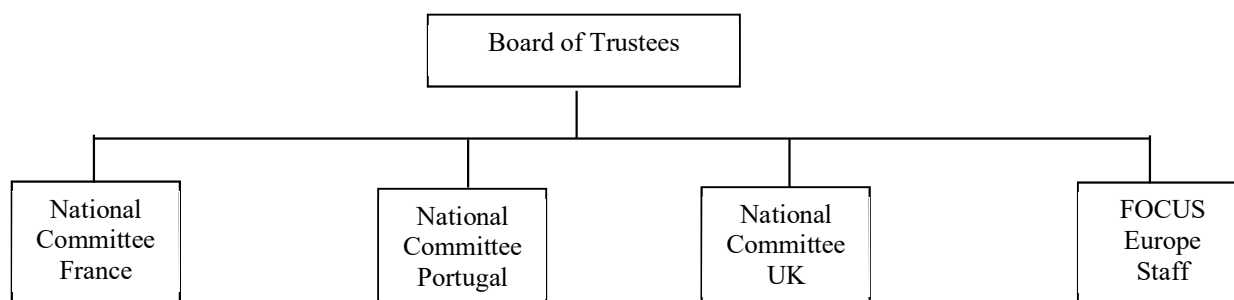 Board of Trustees
National
Committee
France
National
Committee
Portugal
National
Committee
UK
FOCUS
Europe
Staff